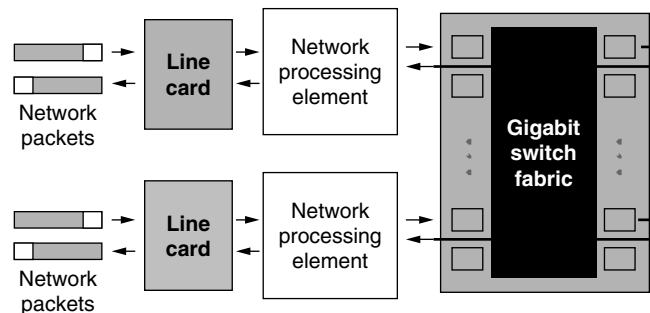 Network
packets
Line
card
Network
processing
element
Gigabit
switch
fabric
Network
packets
Line
card
Network
processing
element